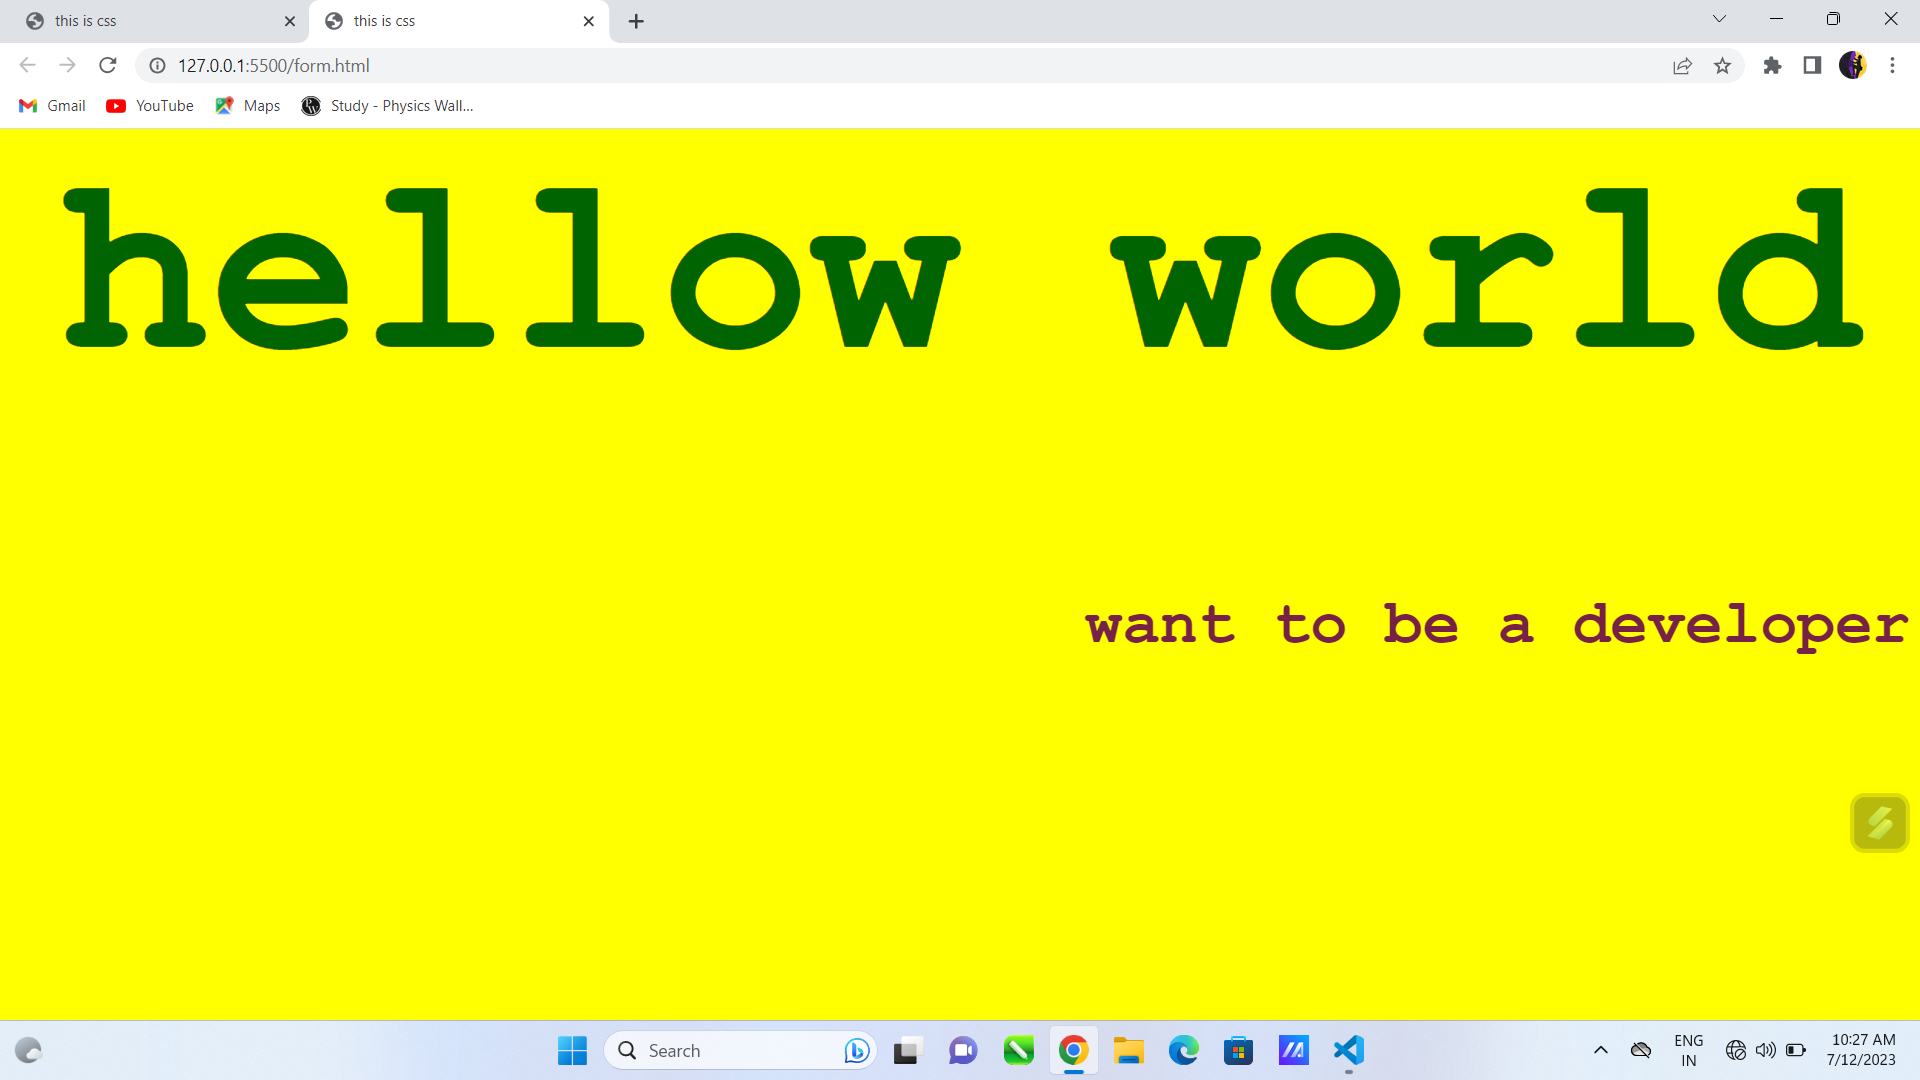 this is css
this is css
127.0.0.1:5500/form.html
Gmail
YouTube
Maps
Study - Physics Wall...
hellow world
want to be a developer
Search
ENG
IN
10:27 AM
7/12/2023